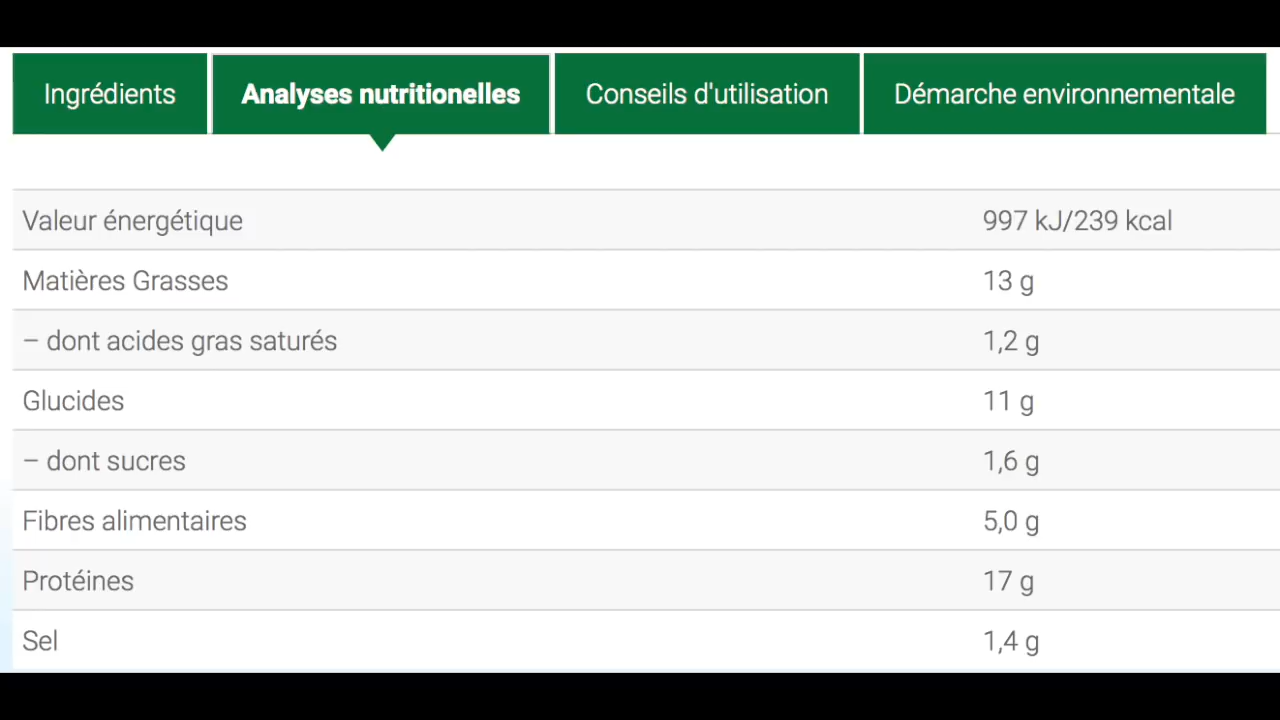 Ingrédients Analyses nutritionelles Conseils d'utilisation Démarche environnementale
Valeur énergétique 997 kJ/239 kcal
Matières Grasses 13 g
– dont acides gras saturés 1,2 g
Glucides 11 g
– dont sucres 1,6 g
Fibres alimentaires 5,0 g
Protéines 17 g
Sel 1,4 g